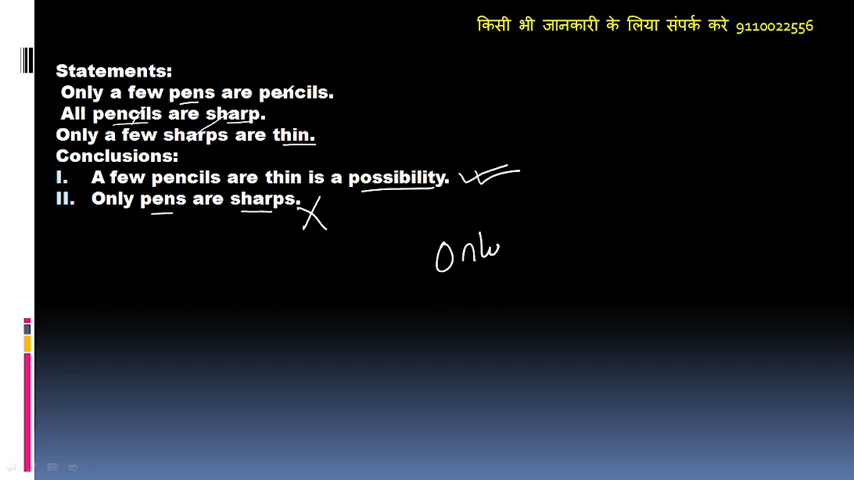 किसी भी जानकारी के लिया संपर्क करे 9110022556
Statements:
Only a few pens are pencils.
All pencils are sharp.
Only a few sharps are thin.
Conclusions:
I. A few pencils are thin is a possibility.
II. Only pens are sharps.
Only